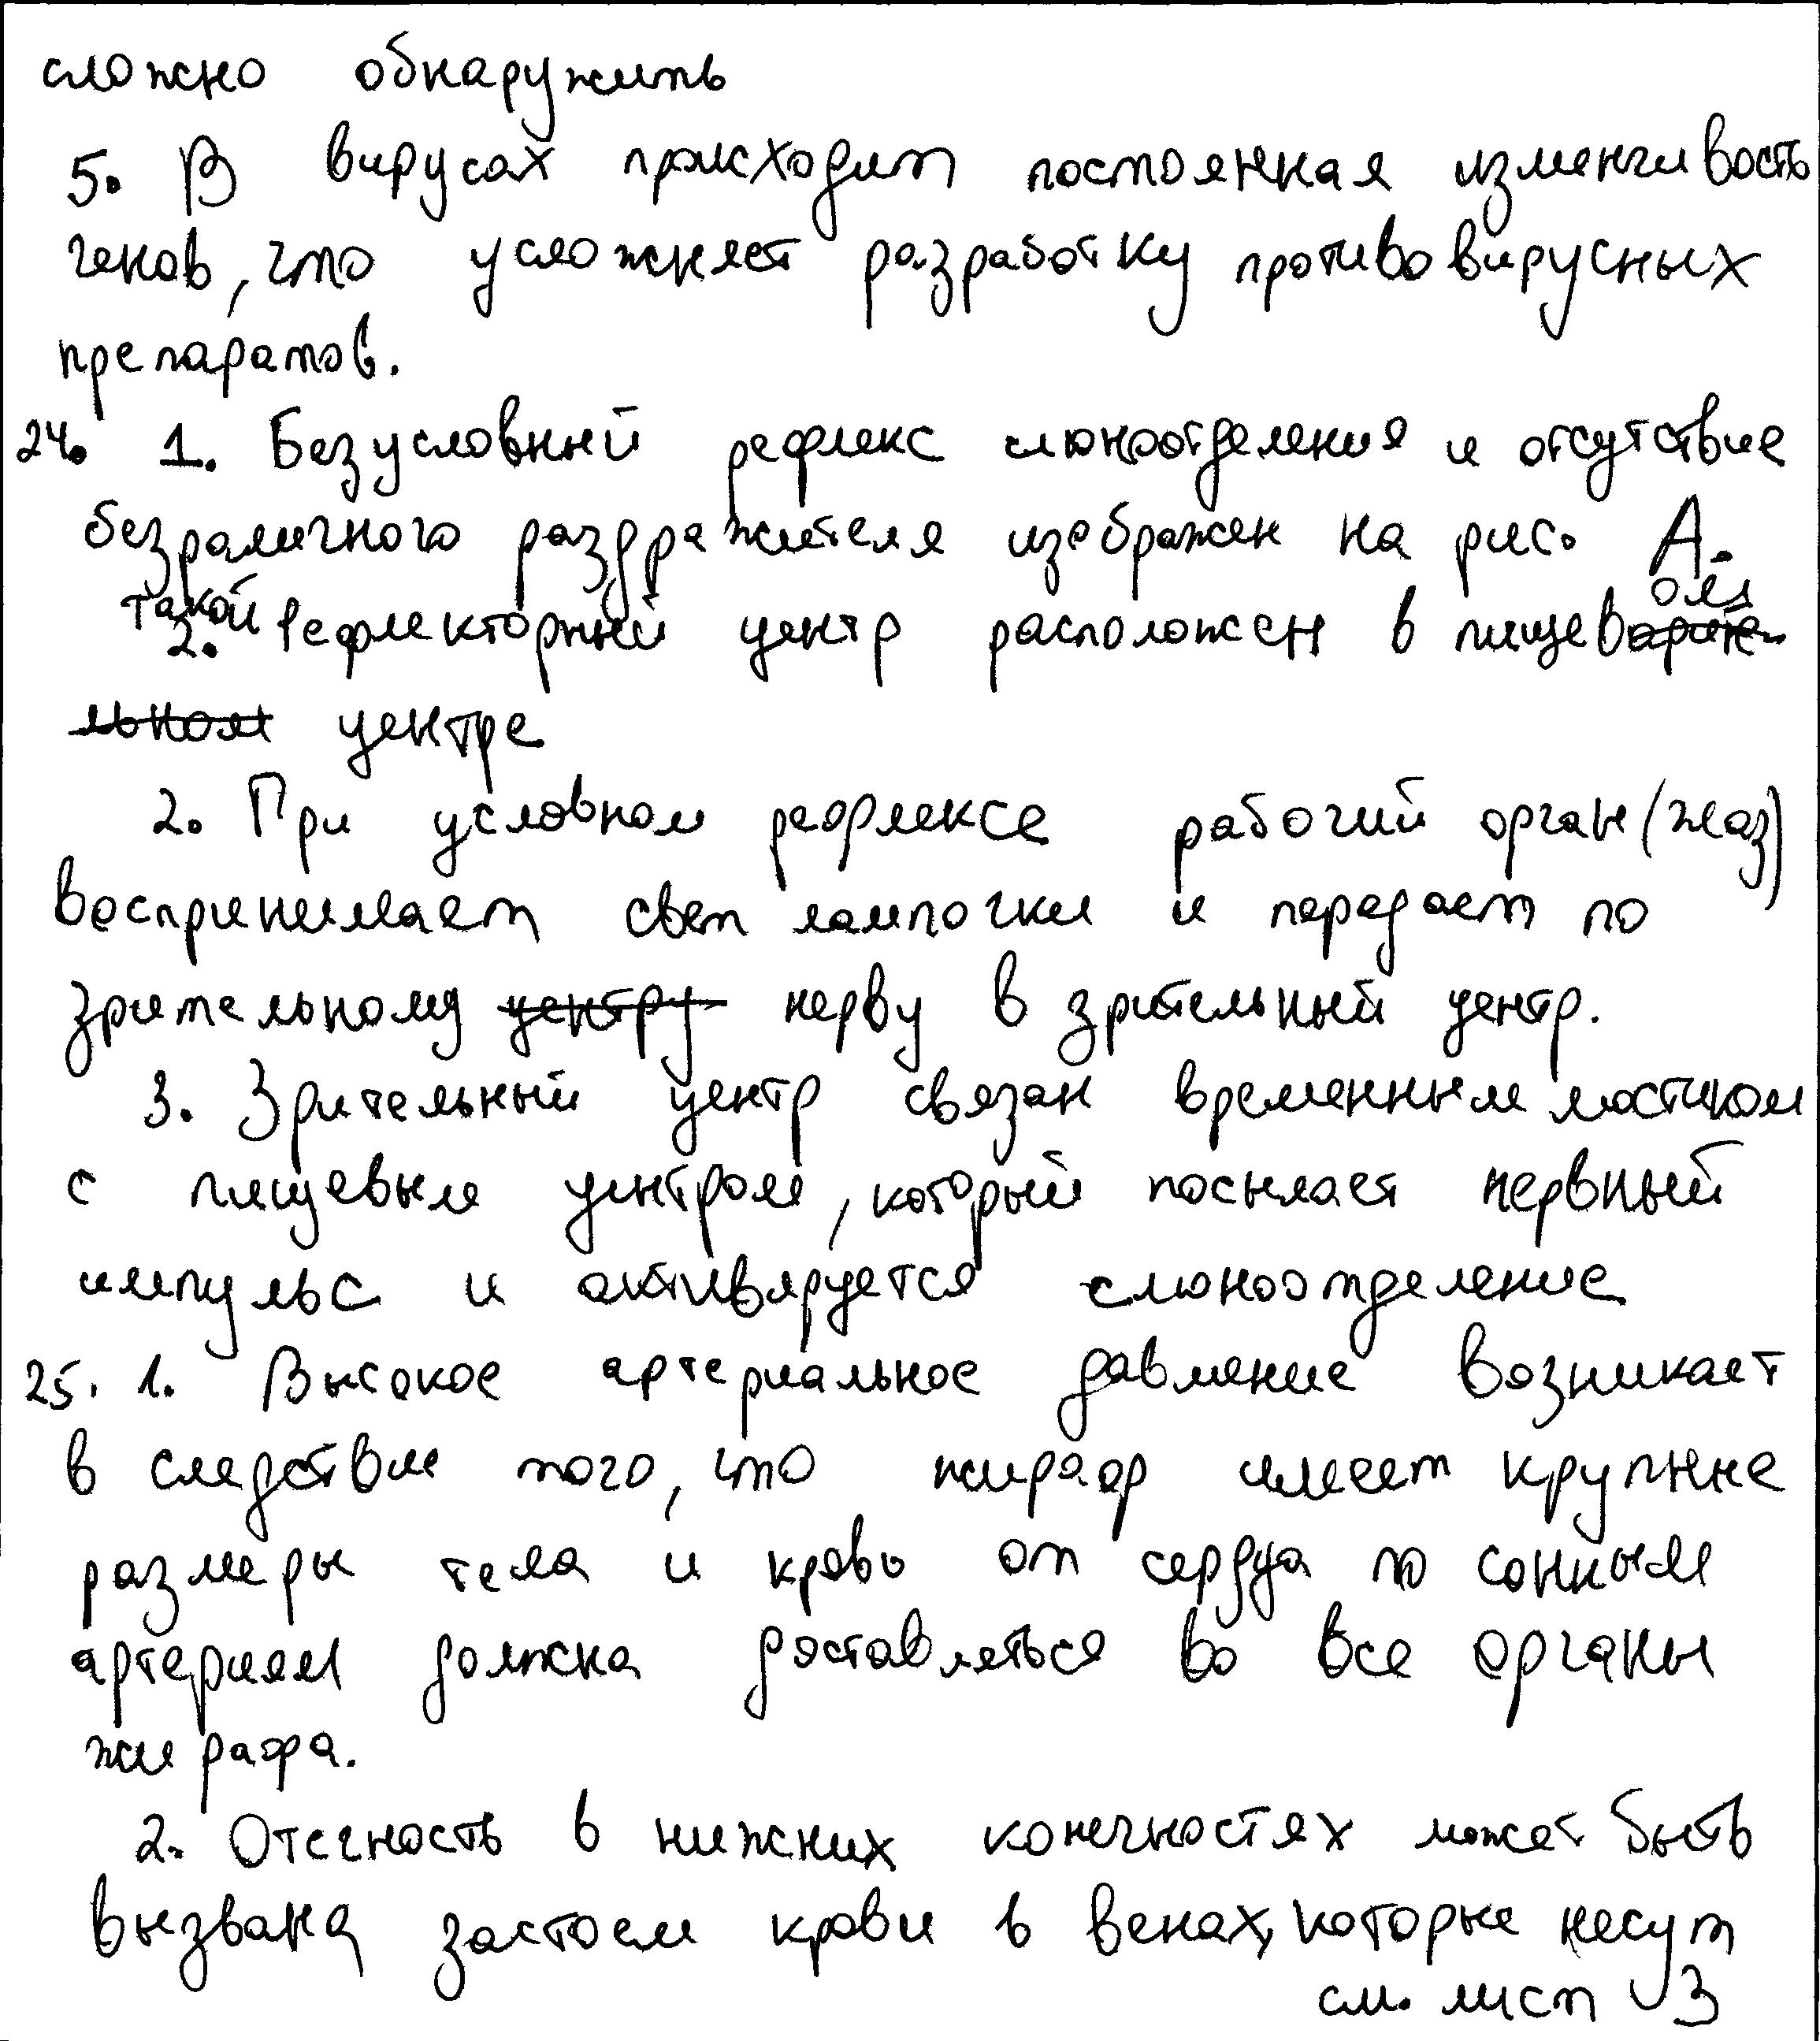 сложно обнаружить
5. В вирусах происходит постоянная изменчивость
генов, что усложняет разработку противовирусных
препаратов.
24. 1. Безусловный рефлекс слюноотделения и отсутствие
безразличного раздражителя изображен на рис. А.
2. такой рефлекторный центр расположен в пищевом
центре
2. При условном рефлексе рабочий орган (глаз)
воспринимает свет лампочки и передает по
зрительному центру нерву в зрительный центр.
3. Зрительный центр связан временным мостиком
с пищевым центром, который посылает нервный
импульс и активируется слюноотделение
25. 1. Высокое артериальное давление возникает
в следствие того, что жираф имеет крупные
размеры тела и кровь от сердца по сонным
артериям должна доставляться во все органы
жирафа.
2. Отечность в нижних конечностях может быть
вызвана застоем крови в венах, которые несут
см. лист 3